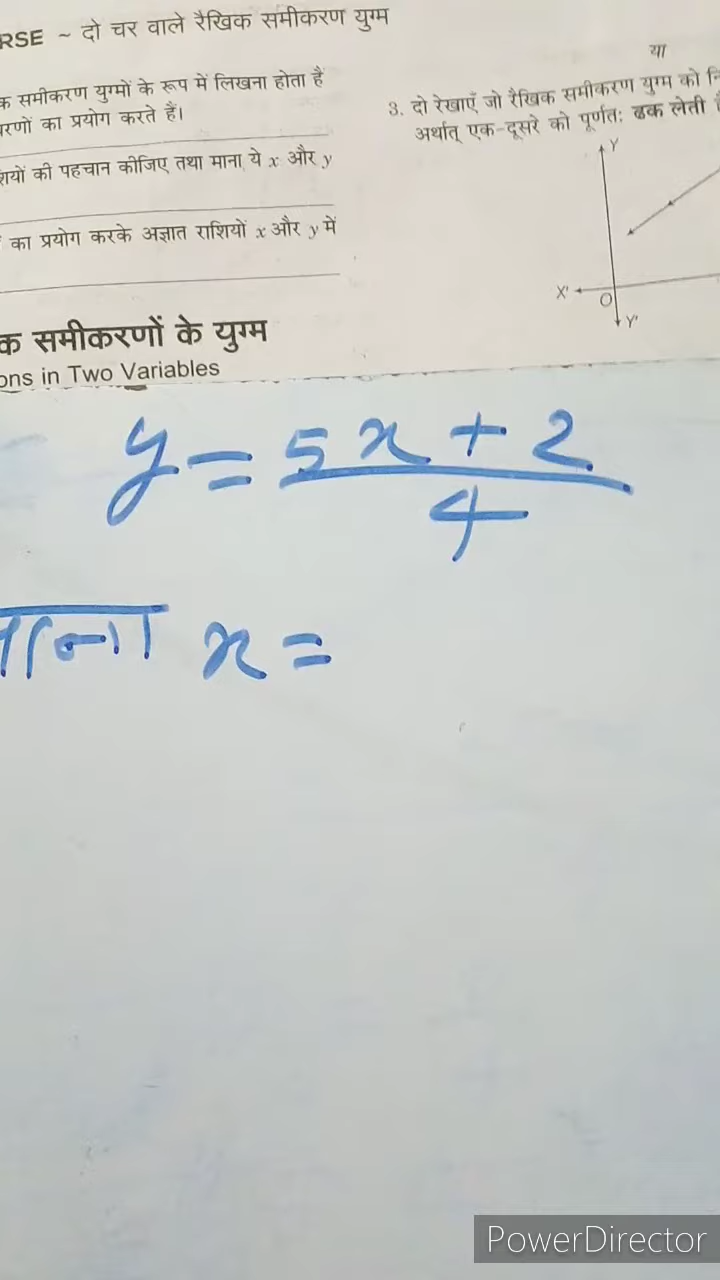 RSE ~ दो चर वाले रैखिक समीकरण युग्म
क समीकरण युग्मों के रूप में लिखना होता है
रणों का प्रयोग करते हैं।
शियों की पहचान कीजिए तथा माना, ये x और y
का प्रयोग करके अज्ञात राशियों x और y में
क समीकरणों के युग्म
ons in Two Variables
या
3. दो रेखाएँ जो रैखिक समीकरण युग्म को
अर्थात् एक-दूसरे को पूर्णतः ढक लेती
Y
X'
O
Y'
y = 5x + 2
4
माना x =
PowerDirector